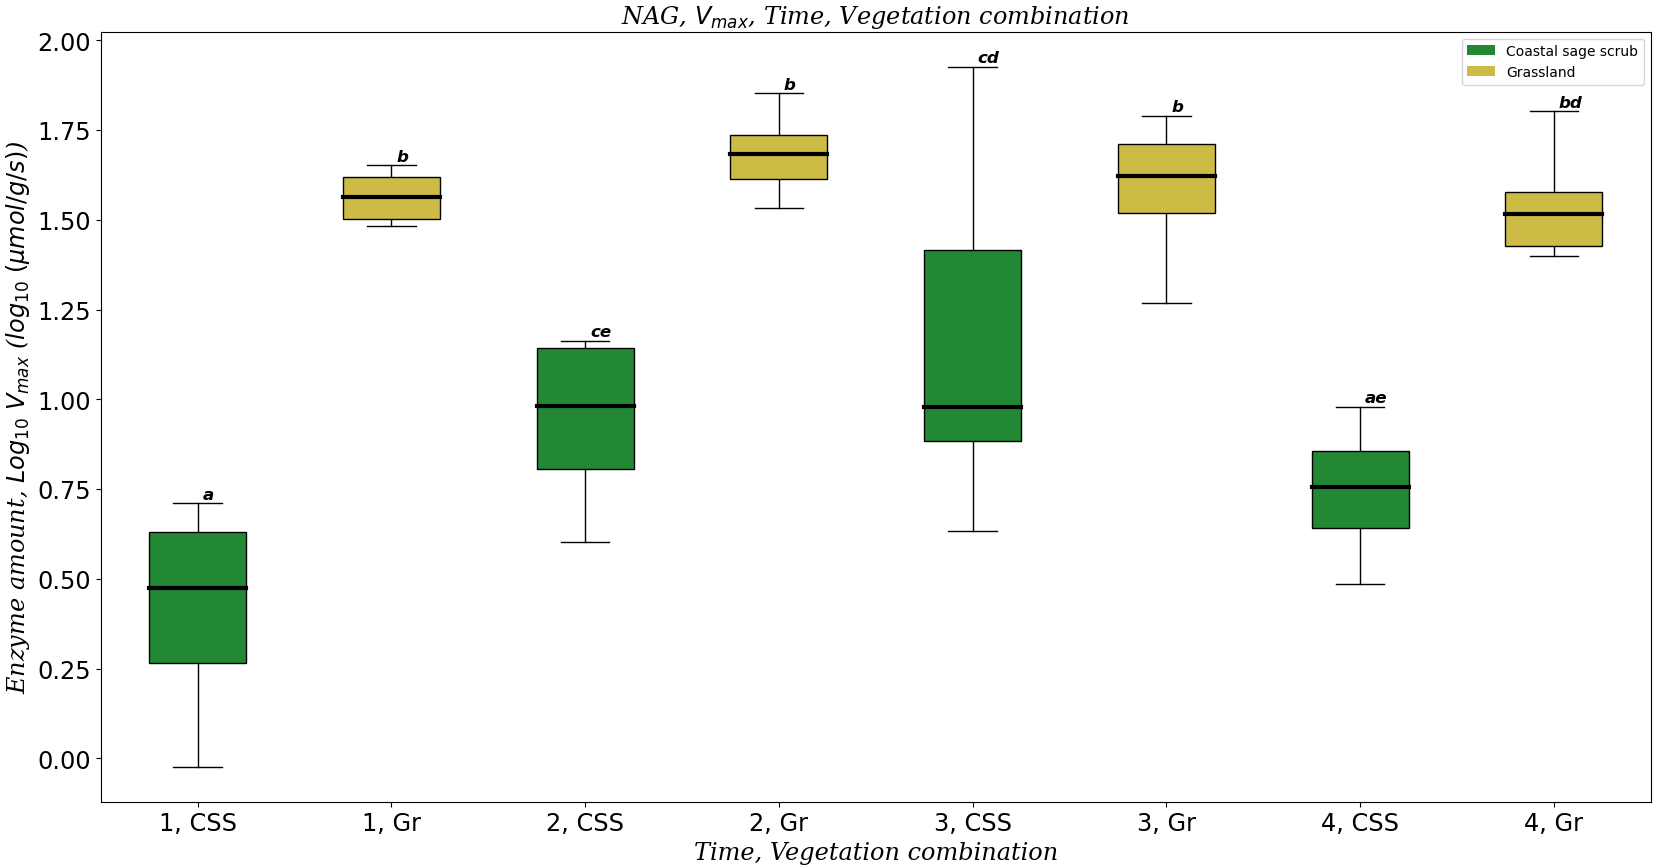 NAG, Vmax, Time, Vegetation combination
Coastal sage scrub
Grassland
Enzyme amount, Log10 Vmax (log10 (μmol/g/s))
2.00
1.75
1.50
1.25
1.00
0.75
0.50
0.25
0.00
a
b
ce
b
cd
b
ae
bd
1, CSS
1, Gr
2, CSS
2, Gr
3, CSS
3, Gr
4, CSS
4, Gr
Time, Vegetation combination